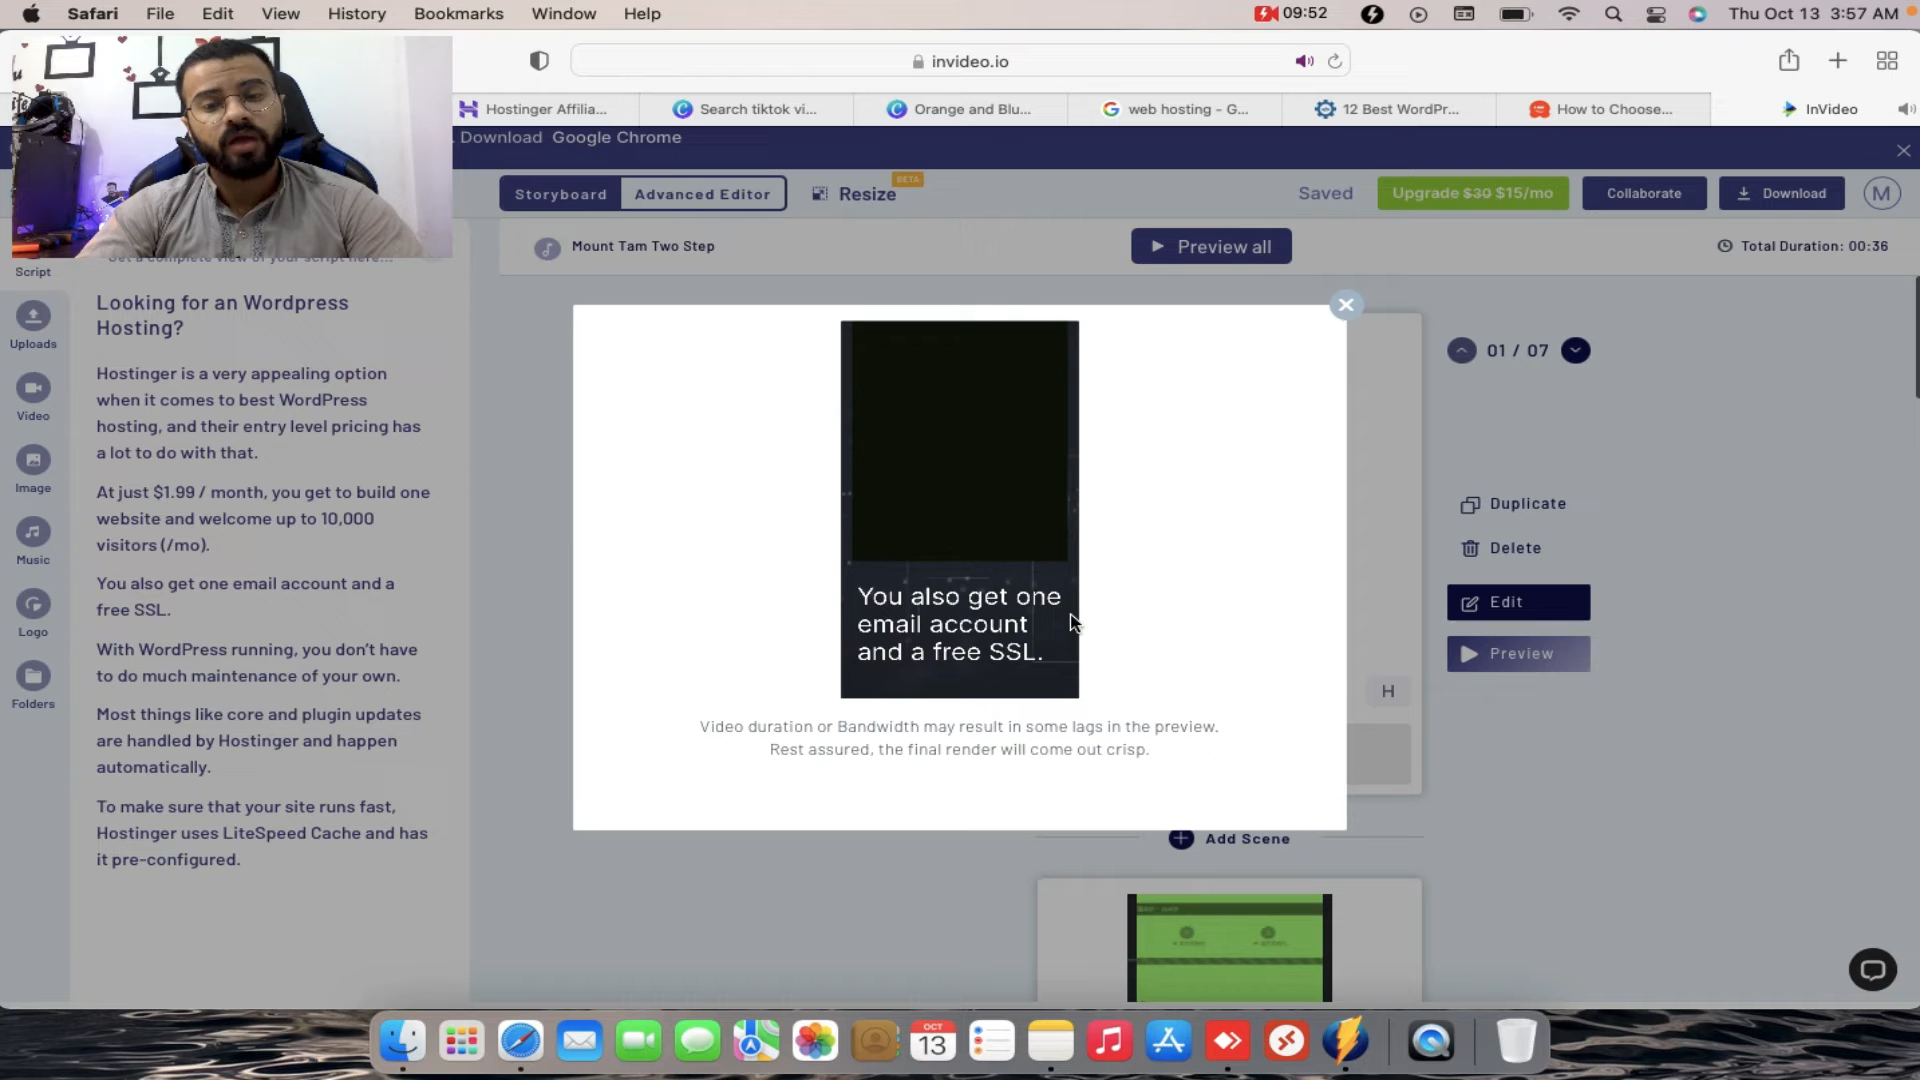 Safari File Edit View History Bookmarks Window Help
09:52
Thu Oct 13 3:57 AM
invideo.io
Hostinger Affilia...
Search tiktok vi...
Orange and Blu...
web hosting - G...
12 Best WordPr...
How to Choose...
InVideo
Download Google Chrome
Storyboard
Advanced Editor
Resize
BETA
Saved
Upgrade $30 $15/mo
Collaborate
Download
M
Mount Tam Two Step
Preview all
Total Duration: 00:36
Script
Uploads
Video
Image
Music
Logo
Folders
Get a complete view of your script here...
Looking for an Wordpress
Hosting?
Hostinger is a very appealing option
when it comes to best WordPress
hosting, and their entry level pricing has
a lot to do with that.
At just $1.99 / month, you get to build one
website and welcome up to 10,000
visitors (/mo).
You also get one email account and a
free SSL.
With WordPress running, you don't have
to do much maintenance of your own.
Most things like core and plugin updates
are handled by Hostinger and happen
automatically.
To make sure that your site runs fast,
Hostinger uses LiteSpeed Cache and has
it pre-configured.
You also get one
email account
and a free SSL.
Video duration or Bandwidth may result in some lags in the preview.
Rest assured, the final render will come out crisp.
01 / 07
Duplicate
Delete
Edit
Preview
H
Add Scene
OCT
13